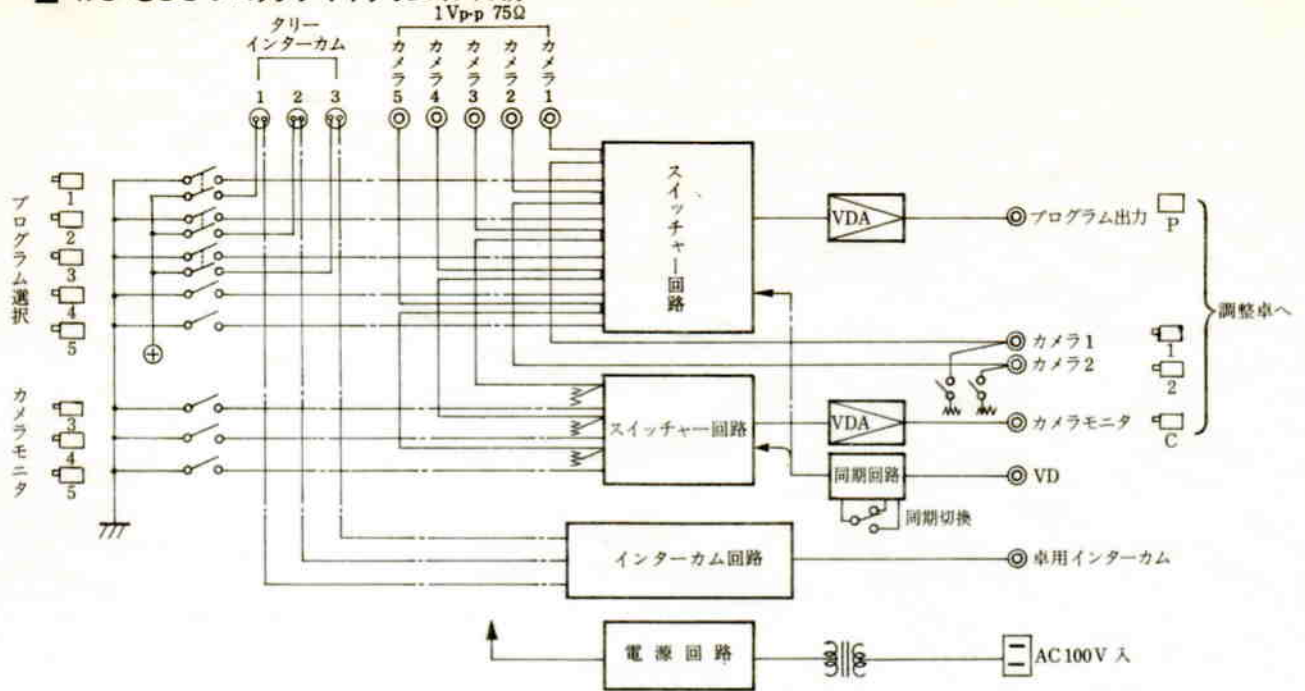 1Vp-p 75Ω
タリー
インターカム
1 2 3
カメラ5
カメラ4
カメラ3
カメラ2
カメラ1
プログラム選択
1
2
3
4
5
スイッチャー回路
VDA
プログラム出力
P
調整卓へ
カメラ1
1
カメラ2
2
カメラモニタ
3
4
5
スイッチャー回路
VDA
カメラモニタ
C
同期回路
VD
同期切換
インターカム回路
卓用インターカム
電源回路
AC100V 入